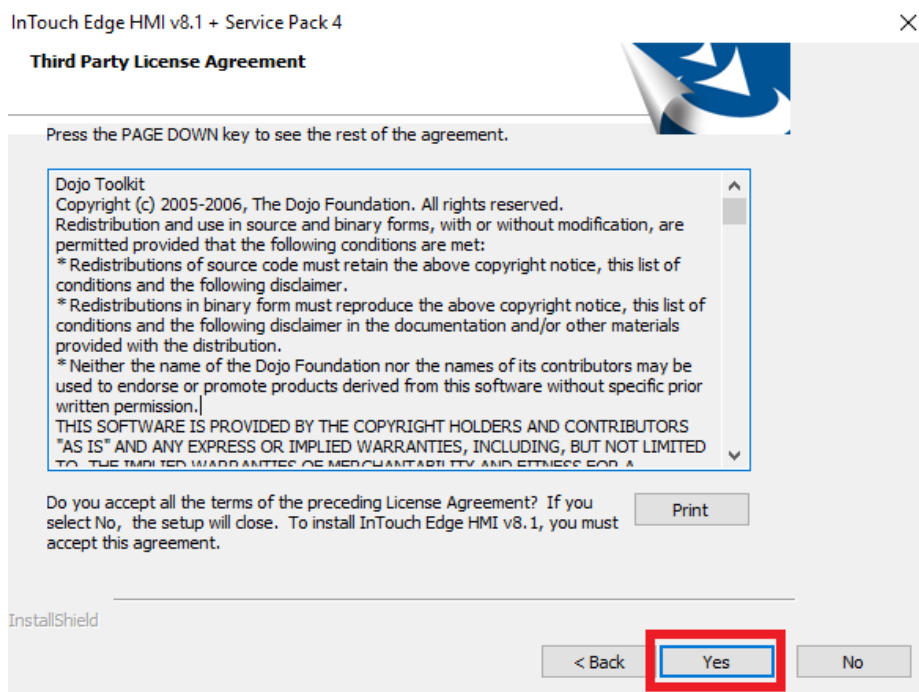 InTouch Edge HMI v8.1 + Service Pack 4
Third Party License Agreement
Press the PAGE DOWN key to see the rest of the agreement.
Dojo Toolkit
Copyright (c) 2005-2006, The Dojo Foundation. All rights reserved.
Redistribution and use in source and binary forms, with or without modification, are
permitted provided that the following conditions are met:
* Redistributions of source code must retain the above copyright notice, this list of
conditions and the following disclaimer.
* Redistributions in binary form must reproduce the above copyright notice, this list of
conditions and the following disclaimer in the documentation and/or other materials
provided with the distribution.
* Neither the name of the Dojo Foundation nor the names of its contributors may be
used to endorse or promote products derived from this software without specific prior
written permission.
THIS SOFTWARE IS PROVIDED BY THE COPYRIGHT HOLDERS AND CONTRIBUTORS
"AS IS" AND ANY EXPRESS OR IMPLIED WARRANTIES, INCLUDING, BUT NOT LIMITED
TO, THE IMPLIED WARRANTIES OF MERCHANTABILITY AND FITNESS FOR A
Do you accept all the terms of the preceding License Agreement? If you
select No, the setup will close. To install InTouch Edge HMI v8.1, you must
accept this agreement.
Print
InstallShield
< Back
Yes
No